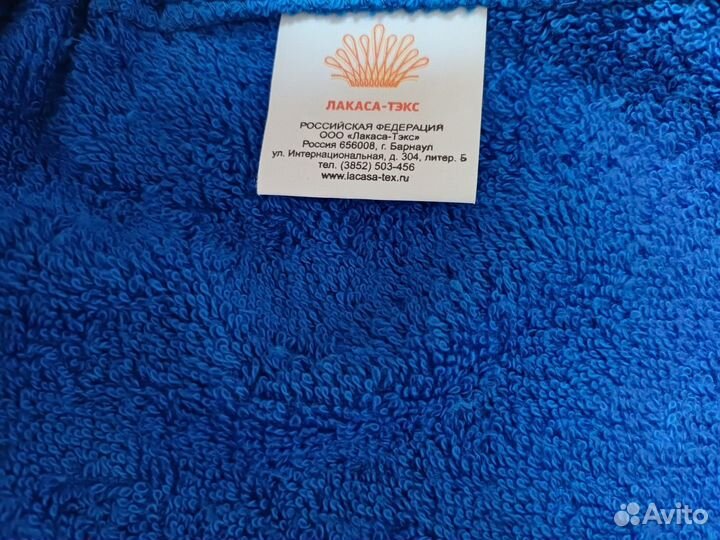 ЛАКАСА-ТЭКС
РОССИЙСКАЯ ФЕДЕРАЦИЯ
ООО «Лакаса-Тэкс»
Россия 656008, г. Барнаул
ул. Интернациональная, д. 304, литер. Б
тел. (3852) 503-456
www.lacasa-tex.ru
Avito